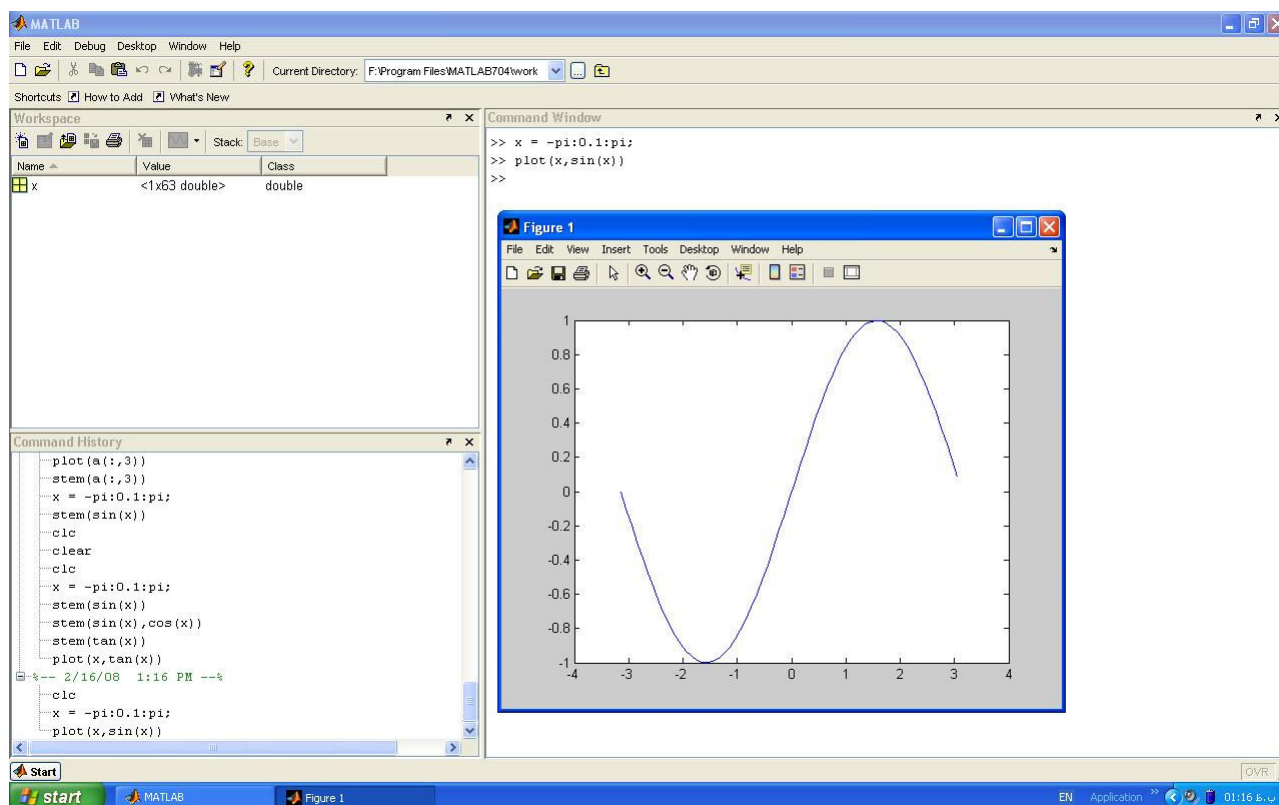 MATLAB
File Edit Debug Desktop Window Help
Current Directory: F:\Program Files\MATLAB704\work
Shortcuts How to Add What's New
Workspace
Stack: Base
Name Value Class
x <1x63 double> double
Command History
plot(a(:,3))
stem(a(:,3))
x = -pi:0.1:pi;
stem(sin(x))
clc
clear
clc
x = -pi:0.1:pi;
stem(sin(x))
stem(sin(x),cos(x))
stem(tan(x))
plot(x,tan(x))
%-- 2/16/08 1:16 PM --%
clc
x = -pi:0.1:pi;
plot(x,sin(x))
Command Window
>> x = -pi:0.1:pi;
>> plot(x,sin(x))
>>
Figure 1
File Edit View Insert Tools Desktop Window Help
1
0.8
0.6
0.4
0.2
0
-0.2
-0.4
-0.6
-0.8
-1
-4 -3 -2 -1 0 1 2 3 4
Start
OVR
start MATLAB Figure 1 EN Application » 01:16 ب.ظ